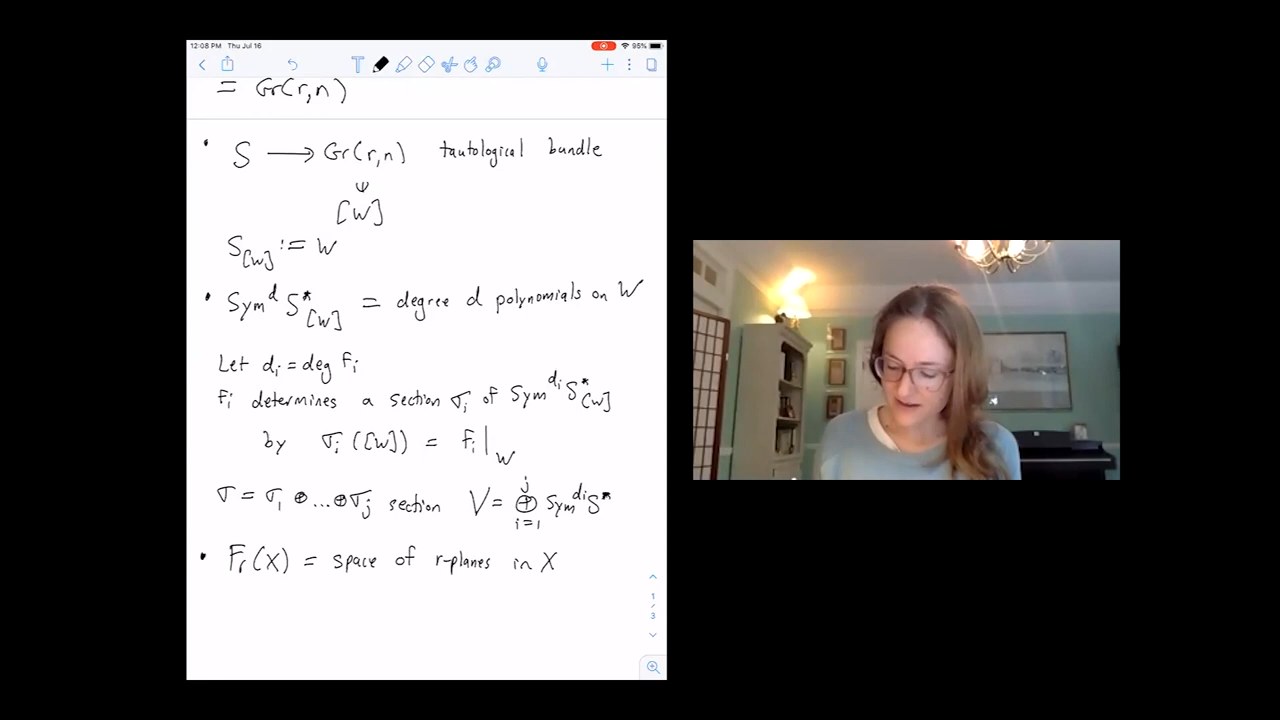 12:08 PM Thu Jul 16 95%
T
= Gr(r,n)
• S ⟶ Gr(r,n) tautological bundle
[W]
S_[W] := W
• Sym^d S^*_[W] = degree d polynomials on W
Let d_i = deg F_i
F_i determines a section σ_i of Sym^{d_i} S^*_[W]
by σ_i([W]) = F_i|_W
σ = σ_1 ⊕ ... ⊕ σ_j section V = ⊕_{i=1}^{j} Sym^{d_i} S^*
• F_r(X) = space of r-planes in X
1
/
3